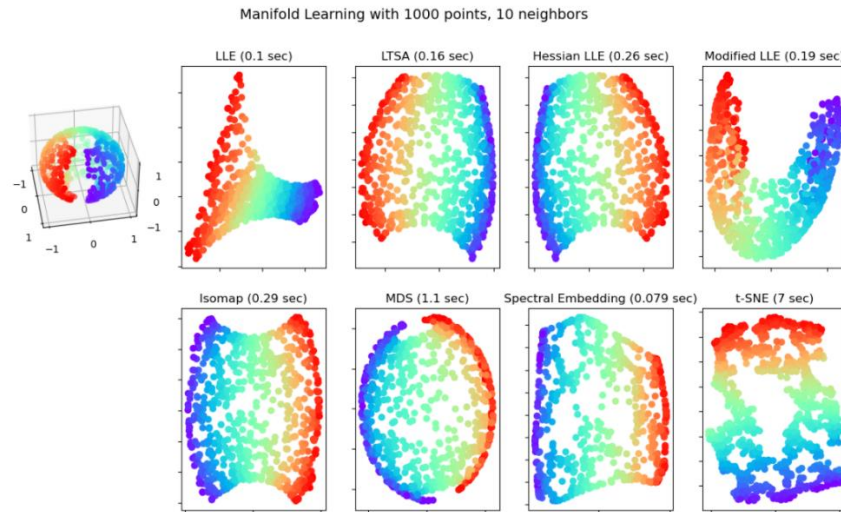 Manifold Learning with 1000 points, 10 neighbors
LLE (0.1 sec)
LTSA (0.16 sec)
Hessian LLE (0.26 sec)
Modified LLE (0.19 sec)
−1
0
1
−1
0
1
1
0
−1
Isomap (0.29 sec)
MDS (1.1 sec)
Spectral Embedding (0.079 sec)
t-SNE (7 sec)